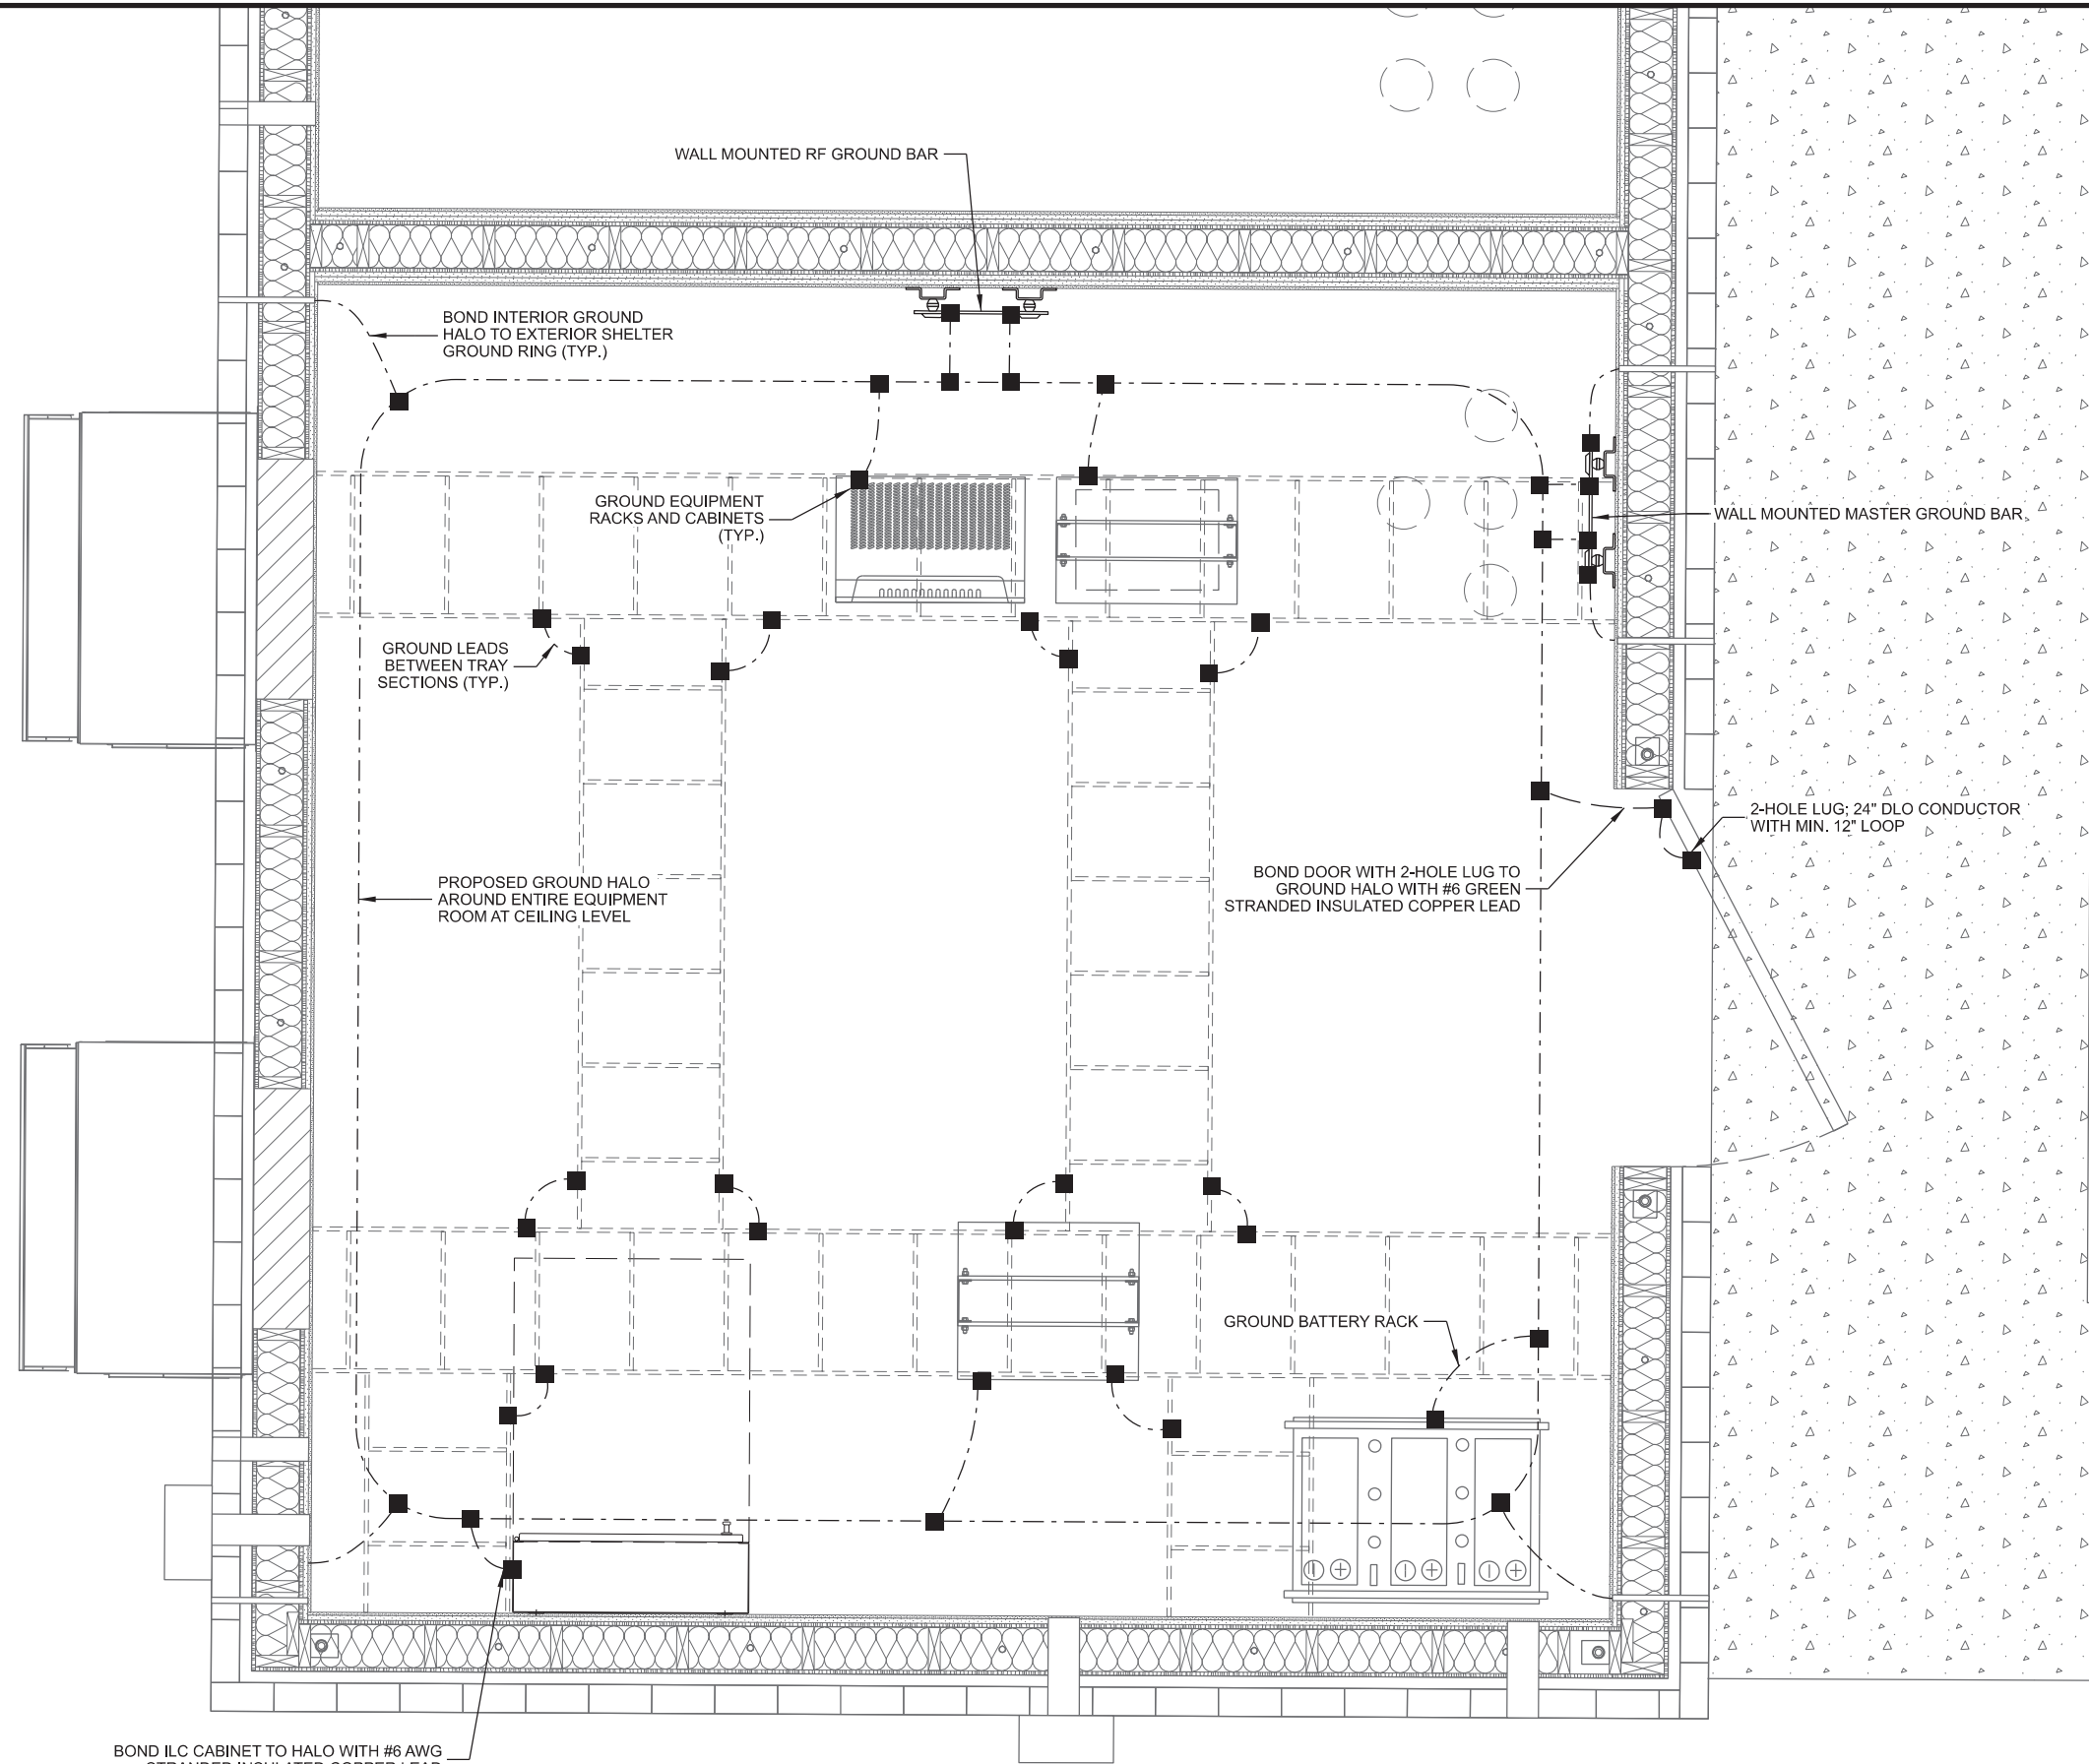 WALL MOUNTED RF GROUND BAR
BOND INTERIOR GROUND
HALO TO EXTERIOR SHELTER
GROUND RING (TYP.)
GROUND EQUIPMENT
RACKS AND CABINETS
(TYP.)
WALL MOUNTED MASTER GROUND BAR
GROUND LEADS
BETWEEN TRAY
SECTIONS (TYP.)
2-HOLE LUG; 24" DLO CONDUCTOR
WITH MIN. 12" LOOP
PROPOSED GROUND HALO
AROUND ENTIRE EQUIPMENT
ROOM AT CEILING LEVEL
BOND DOOR WITH 2-HOLE LUG TO
GROUND HALO WITH #6 GREEN
STRANDED INSULATED COPPER LEAD
GROUND BATTERY RACK
BOND ILC CABINET TO HALO WITH #6 AWG
STRANDED INSULATED COPPER LEAD